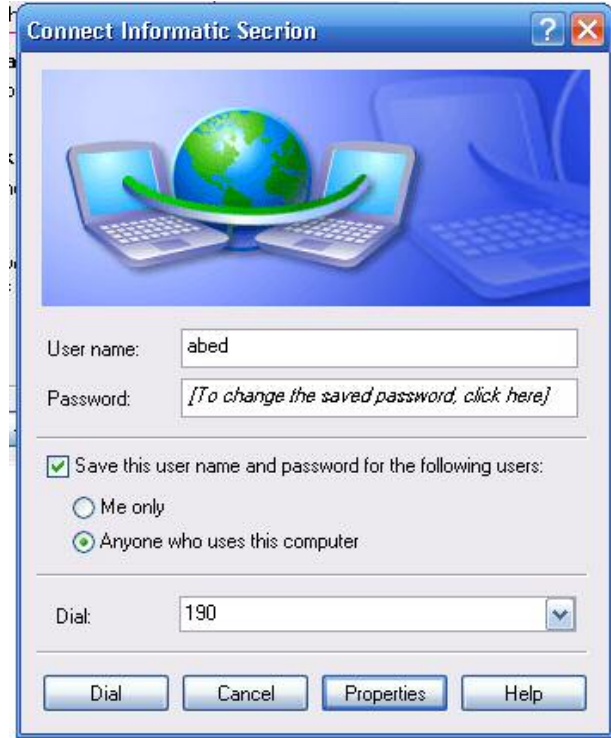 Connect Informatic Secrion
User name:
abed
Password:
[To change the saved password, click here]
Save this user name and password for the following users:
Me only
Anyone who uses this computer
Dial:
190
Dial
Cancel
Properties
Help